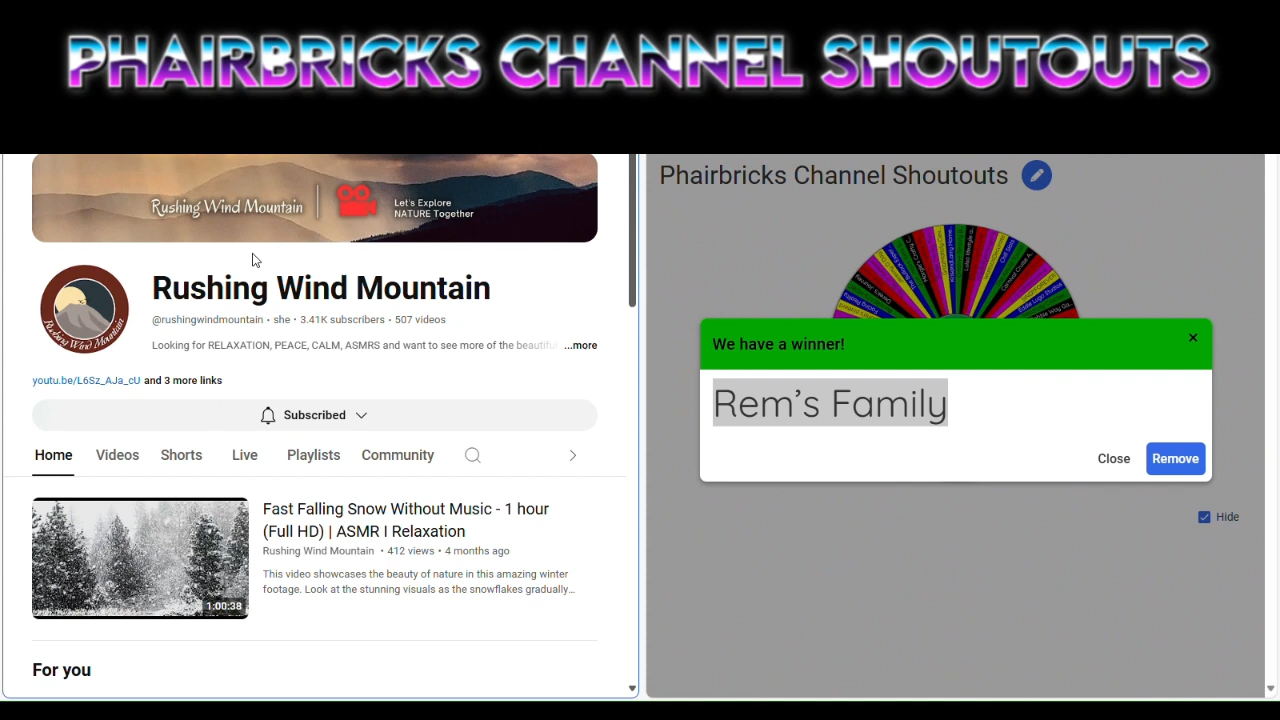 PHAIRBRICKS CHANNEL SHOUTOUTS
Rushing Wind Mountain
Let's Explore
NATURE Together
Rushing Wind Mountain
Rushing Wind Mountain
@rushingwindmountain • she • 3.41K subscribers • 507 videos
Looking for RELAXATION, PEACE, CALM, ASMRS and want to see more of the beautiful ...more
youtu.be/L6Sz_AJa_cU and 3 more links
Subscribed
Home Videos Shorts Live Playlists Community
1:00:38
Fast Falling Snow Without Music - 1 hour
(Full HD) | ASMR I Relaxation
Rushing Wind Mountain • 412 views • 4 months ago
This video showcases the beauty of nature in this amazing winter
footage. Look at the stunning visuals as the snowflakes gradually...
For you
Phairbricks Channel Shoutouts
We have a winner!
×
Rem's Family
Close Remove
Hide